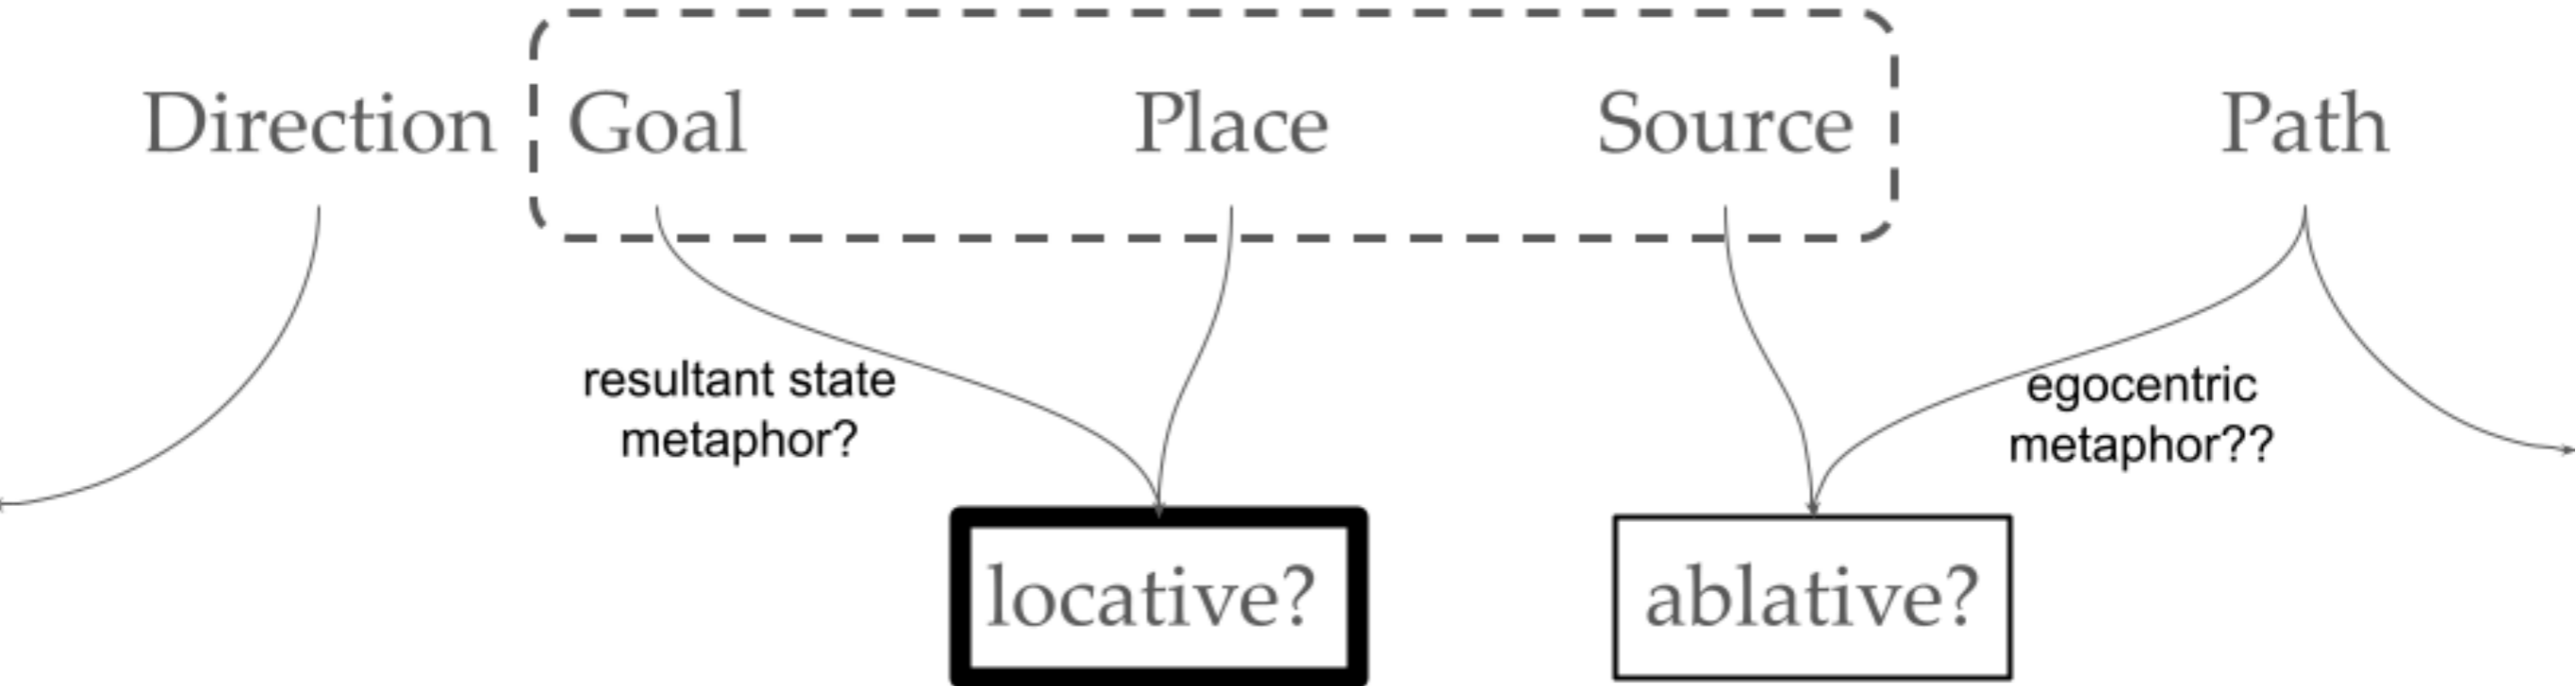 Direction Goal Place Source Path
resultant state
metaphor?
egocentric
metaphor??
locative? ablative?